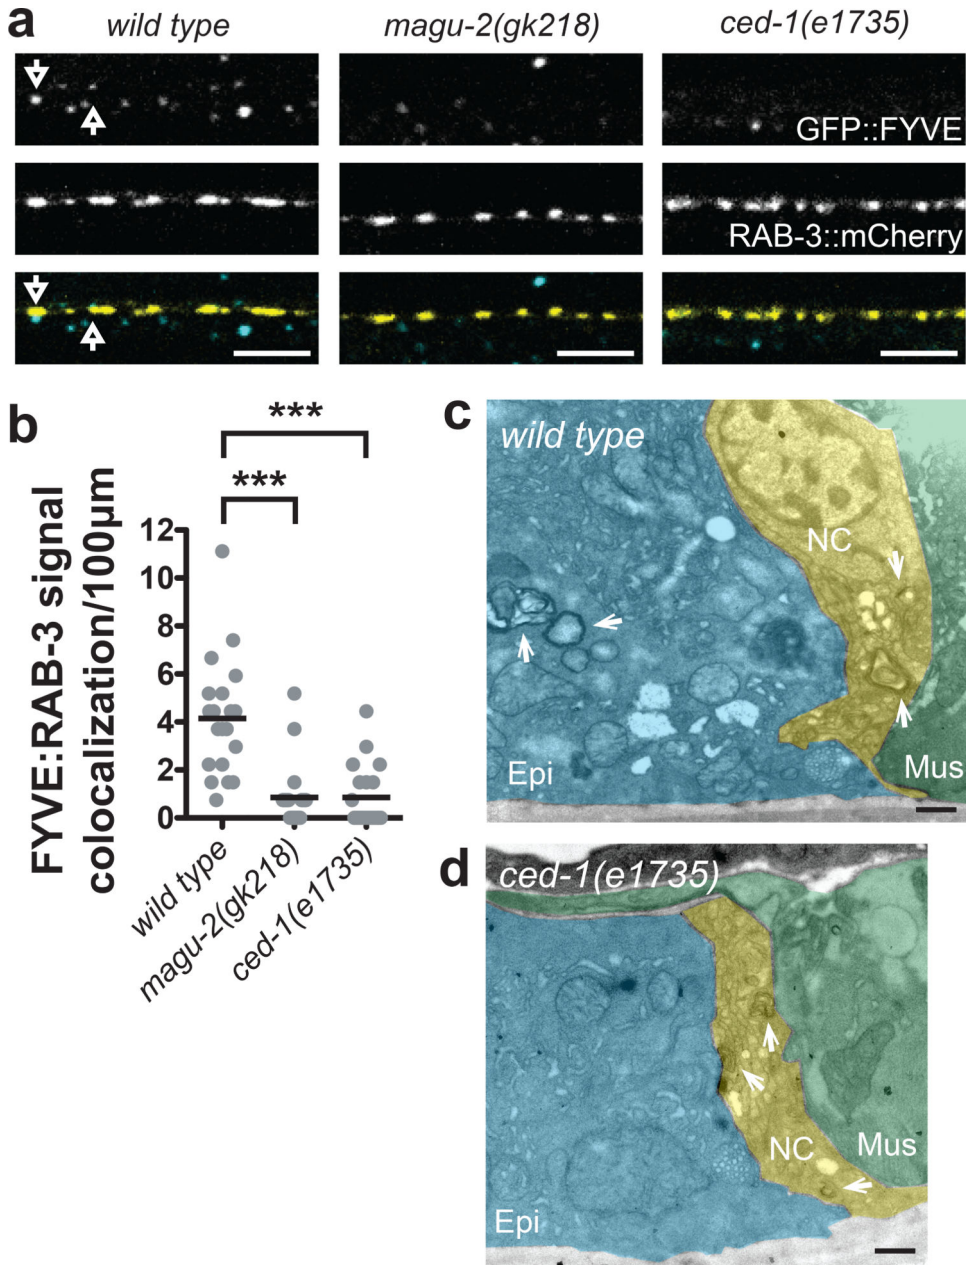 a
wild type
magu-2(gk218)
ced-1(e1735)
GFP::FYVE
RAB-3::mCherry
b
***
***
FYVE:RAB-3 signal
colocalization/100µm
12
10
8
6
4
2
0
wild type
magu-2(gk218)
ced-1(e1735)
c
wild type
NC
Epi
Mus
d
ced-1(e1735)
NC
Mus
Epi